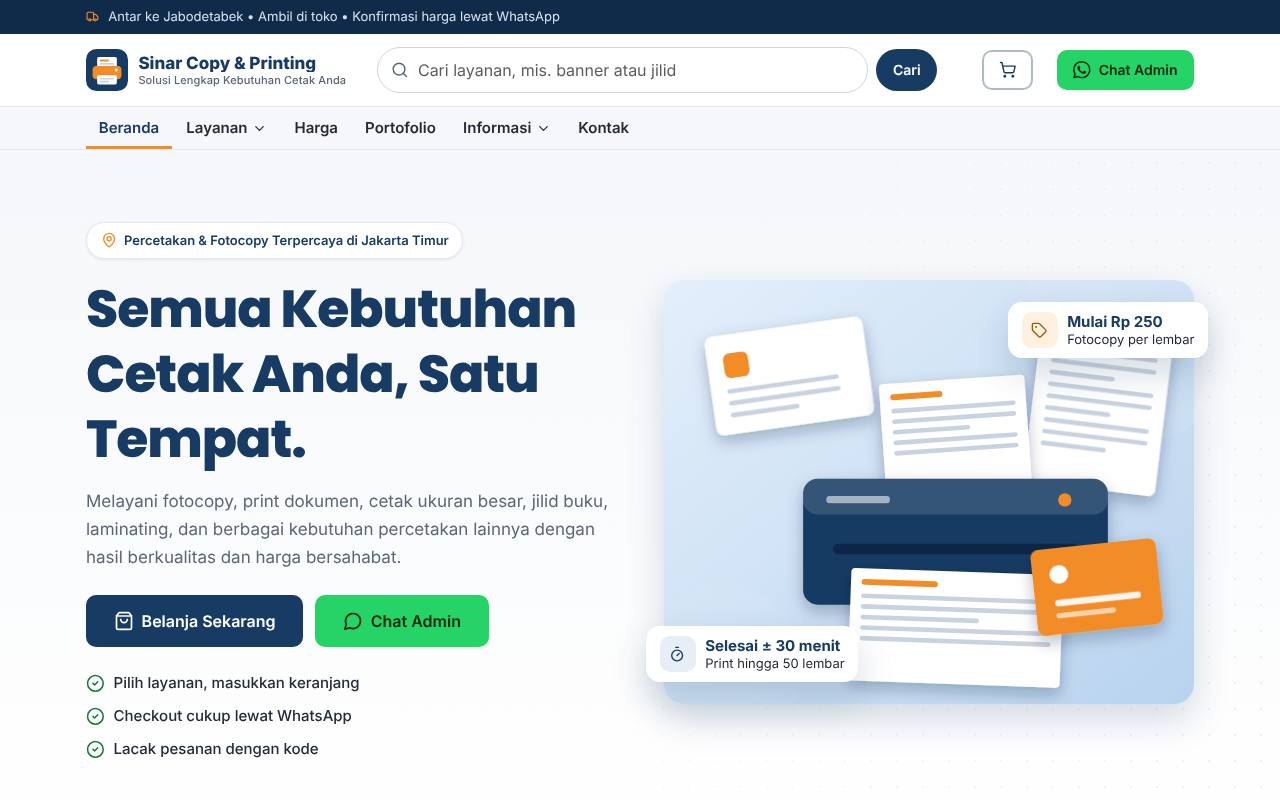 Antar ke Jabodetabek • Ambil di toko • Konfirmasi harga lewat WhatsApp
Sinar Copy & Printing
Solusi Lengkap Kebutuhan Cetak Anda
Cari layanan, mis. banner atau jilid
Cari
Chat Admin
Beranda
Layanan
Harga
Portofolio
Informasi
Kontak
Percetakan & Fotocopy Terpercaya di Jakarta Timur
Semua Kebutuhan
Cetak Anda, Satu
Tempat.
Melayani fotocopy, print dokumen, cetak ukuran besar, jilid buku,
laminating, dan berbagai kebutuhan percetakan lainnya dengan
hasil berkualitas dan harga bersahabat.
Belanja Sekarang
Chat Admin
Pilih layanan, masukkan keranjang
Checkout cukup lewat WhatsApp
Lacak pesanan dengan kode
Mulai Rp 250
Fotocopy per lembar
Selesai ± 30 menit
Print hingga 50 lembar